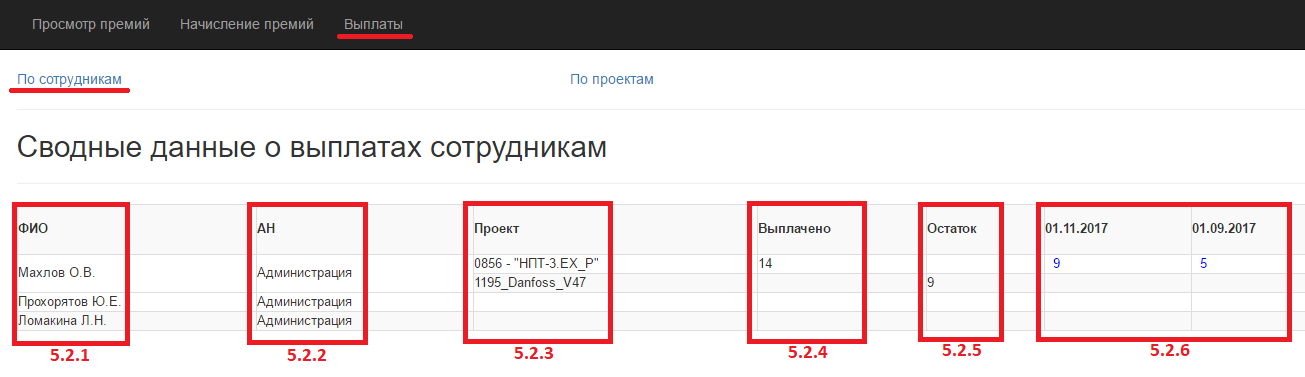 Просмотр премий Начисление премий Выплаты
По сотрудникам По проектам
Сводные данные о выплатах сотрудникам
ФИО АН Проект Выплачено Остаток 01.11.2017 01.09.2017
Махлов О.В. Администрация 0856 - "НПТ-3.EX_P" 14 9 5
1195_Danfoss_V47 9
Прохорятов Ю.Е. Администрация
Ломакина Л.Н. Администрация
5.2.1 5.2.2 5.2.3 5.2.4 5.2.5 5.2.6